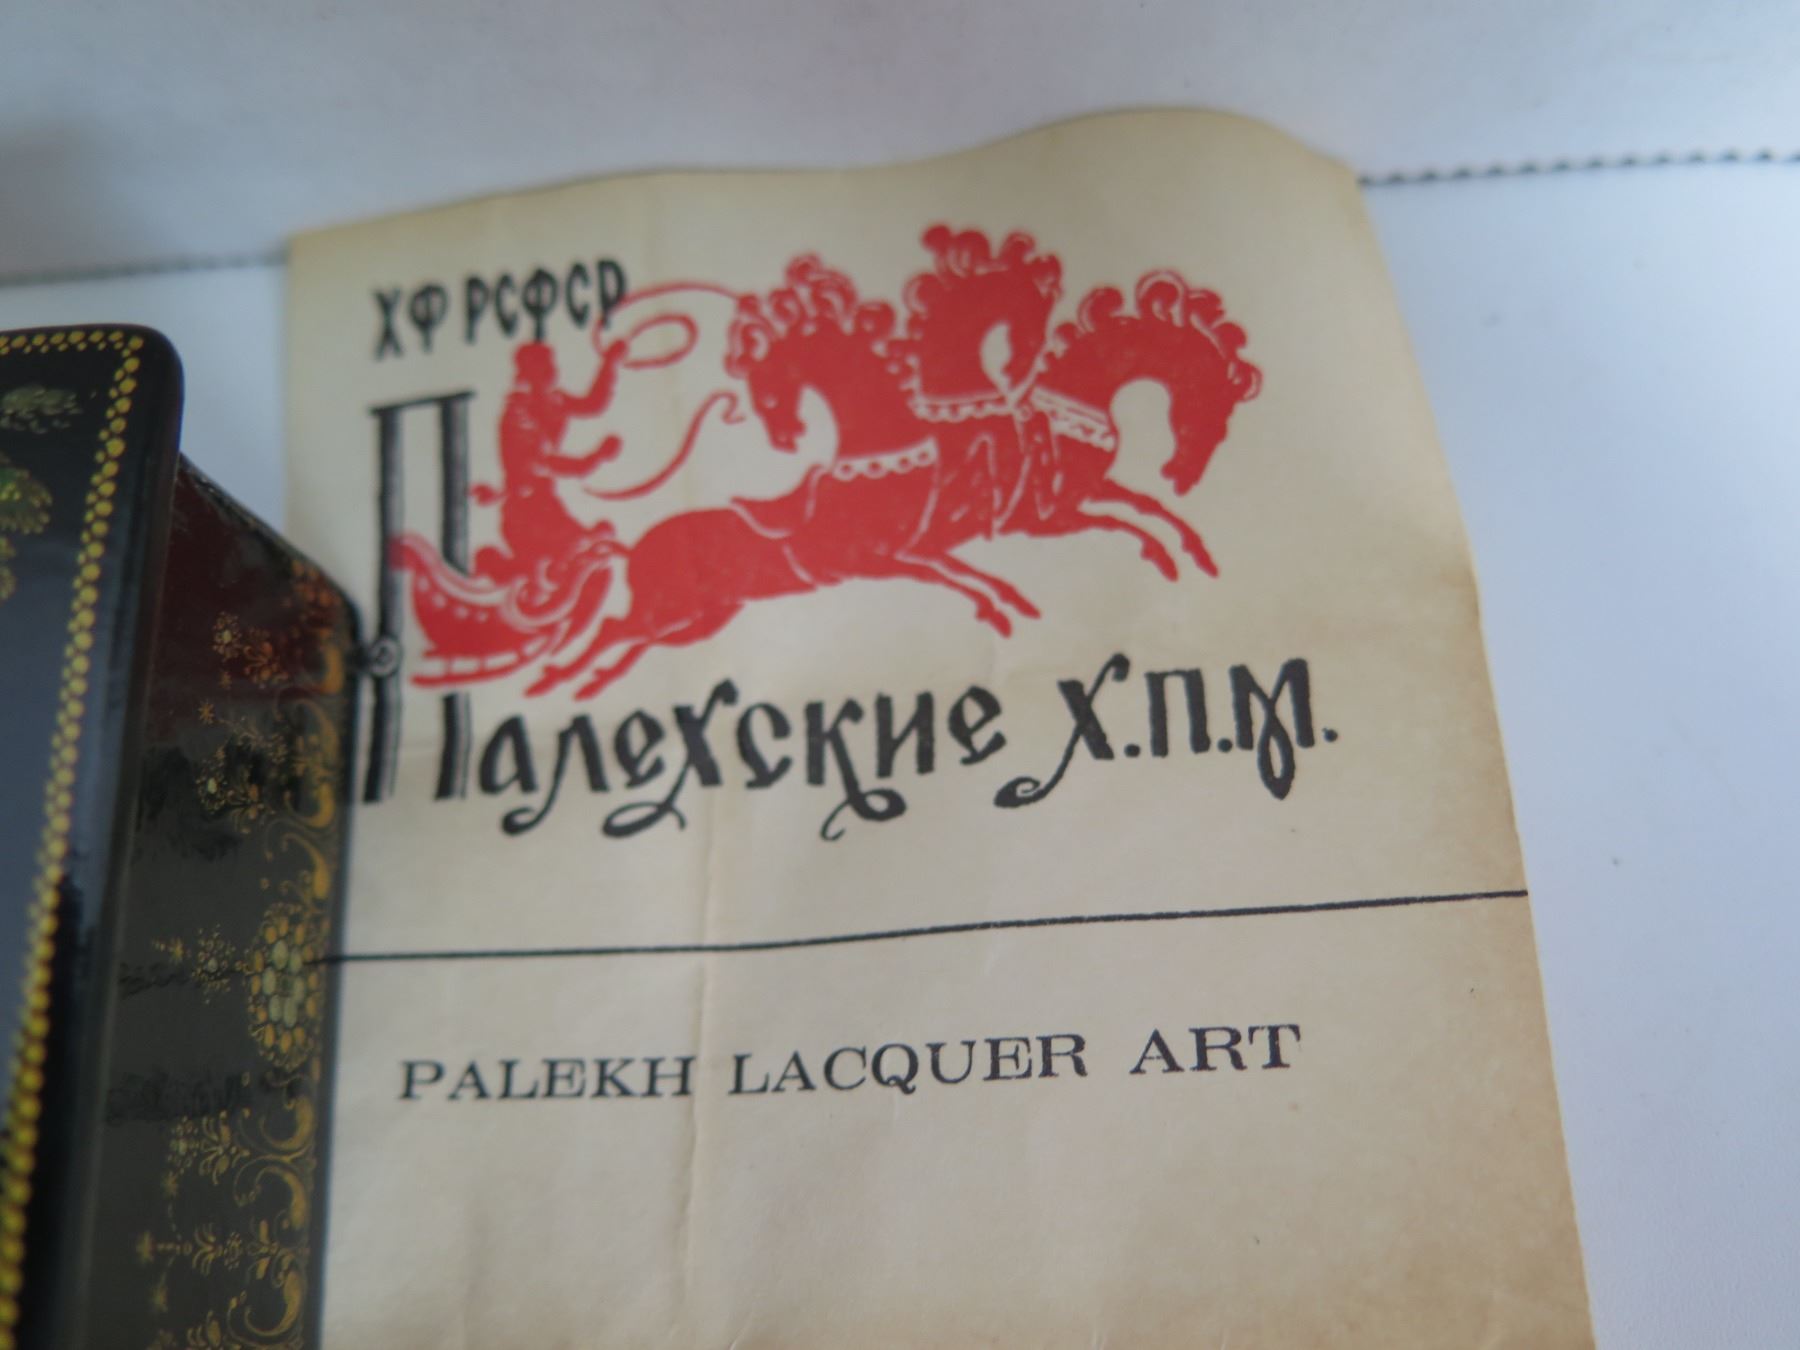 ХФ РСФСР
Палехские Х.П.М.
PALEKH LACQUER ART